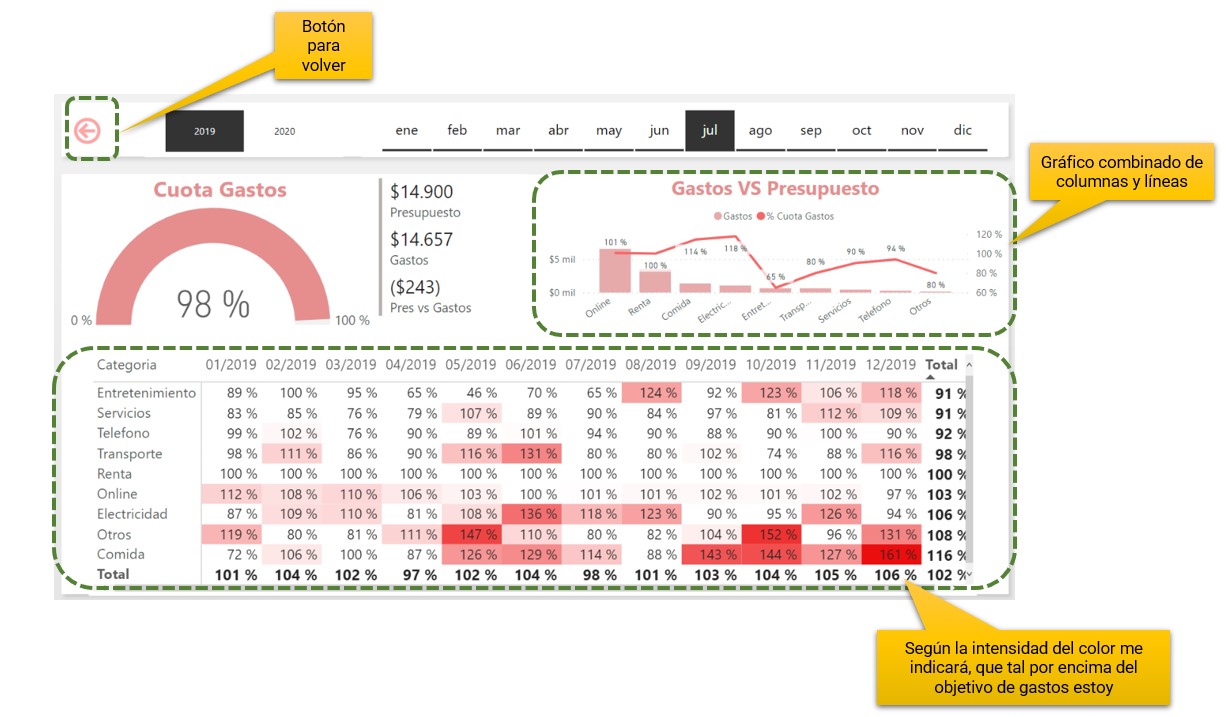 Botón
para
volver
2019 2020 ene feb mar abr may jun jul ago sep oct nov dic
Gráfico combinado de
columnas y líneas
Cuota Gastos
98 %
0 % 100 %
$14.900
Presupuesto
$14.657
Gastos
($243)
Pres vs Gastos
Gastos VS Presupuesto
Gastos % Cuota Gastos
$5 mil
$0 mil
101 % 100 % 114 % 118 % 65 % 80 % 90 % 94 % 80 %
120 %
100 %
80 %
60 %
Online Renta Comida Electric... Entret... Transp... Servicios Telefono Otros
Categoria 01/2019 02/2019 03/2019 04/2019 05/2019 06/2019 07/2019 08/2019 09/2019 10/2019 11/2019 12/2019 Total
Entretenimiento 89 % 100 % 95 % 65 % 46 % 70 % 65 % 124 % 92 % 123 % 106 % 118 % 91 %
Servicios 83 % 85 % 76 % 79 % 107 % 89 % 90 % 84 % 97 % 81 % 112 % 109 % 91 %
Telefono 99 % 102 % 76 % 90 % 89 % 101 % 94 % 90 % 88 % 90 % 100 % 90 % 92 %
Transporte 98 % 111 % 86 % 90 % 116 % 131 % 80 % 80 % 102 % 74 % 88 % 116 % 98 %
Renta 100 % 100 % 100 % 100 % 100 % 100 % 100 % 100 % 100 % 100 % 100 % 100 % 100 %
Online 112 % 108 % 110 % 106 % 103 % 100 % 101 % 101 % 102 % 101 % 102 % 97 % 103 %
Electricidad 87 % 109 % 110 % 81 % 108 % 136 % 118 % 123 % 90 % 95 % 126 % 94 % 106 %
Otros 119 % 80 % 81 % 111 % 147 % 110 % 80 % 82 % 104 % 152 % 96 % 131 % 108 %
Comida 72 % 106 % 100 % 87 % 126 % 129 % 114 % 88 % 143 % 144 % 127 % 161 % 116 %
Total 101 % 104 % 102 % 97 % 102 % 104 % 98 % 101 % 103 % 104 % 105 % 106 % 102 %
Según la intensidad del color me
indicará, que tal por encima del
objetivo de gastos estoy